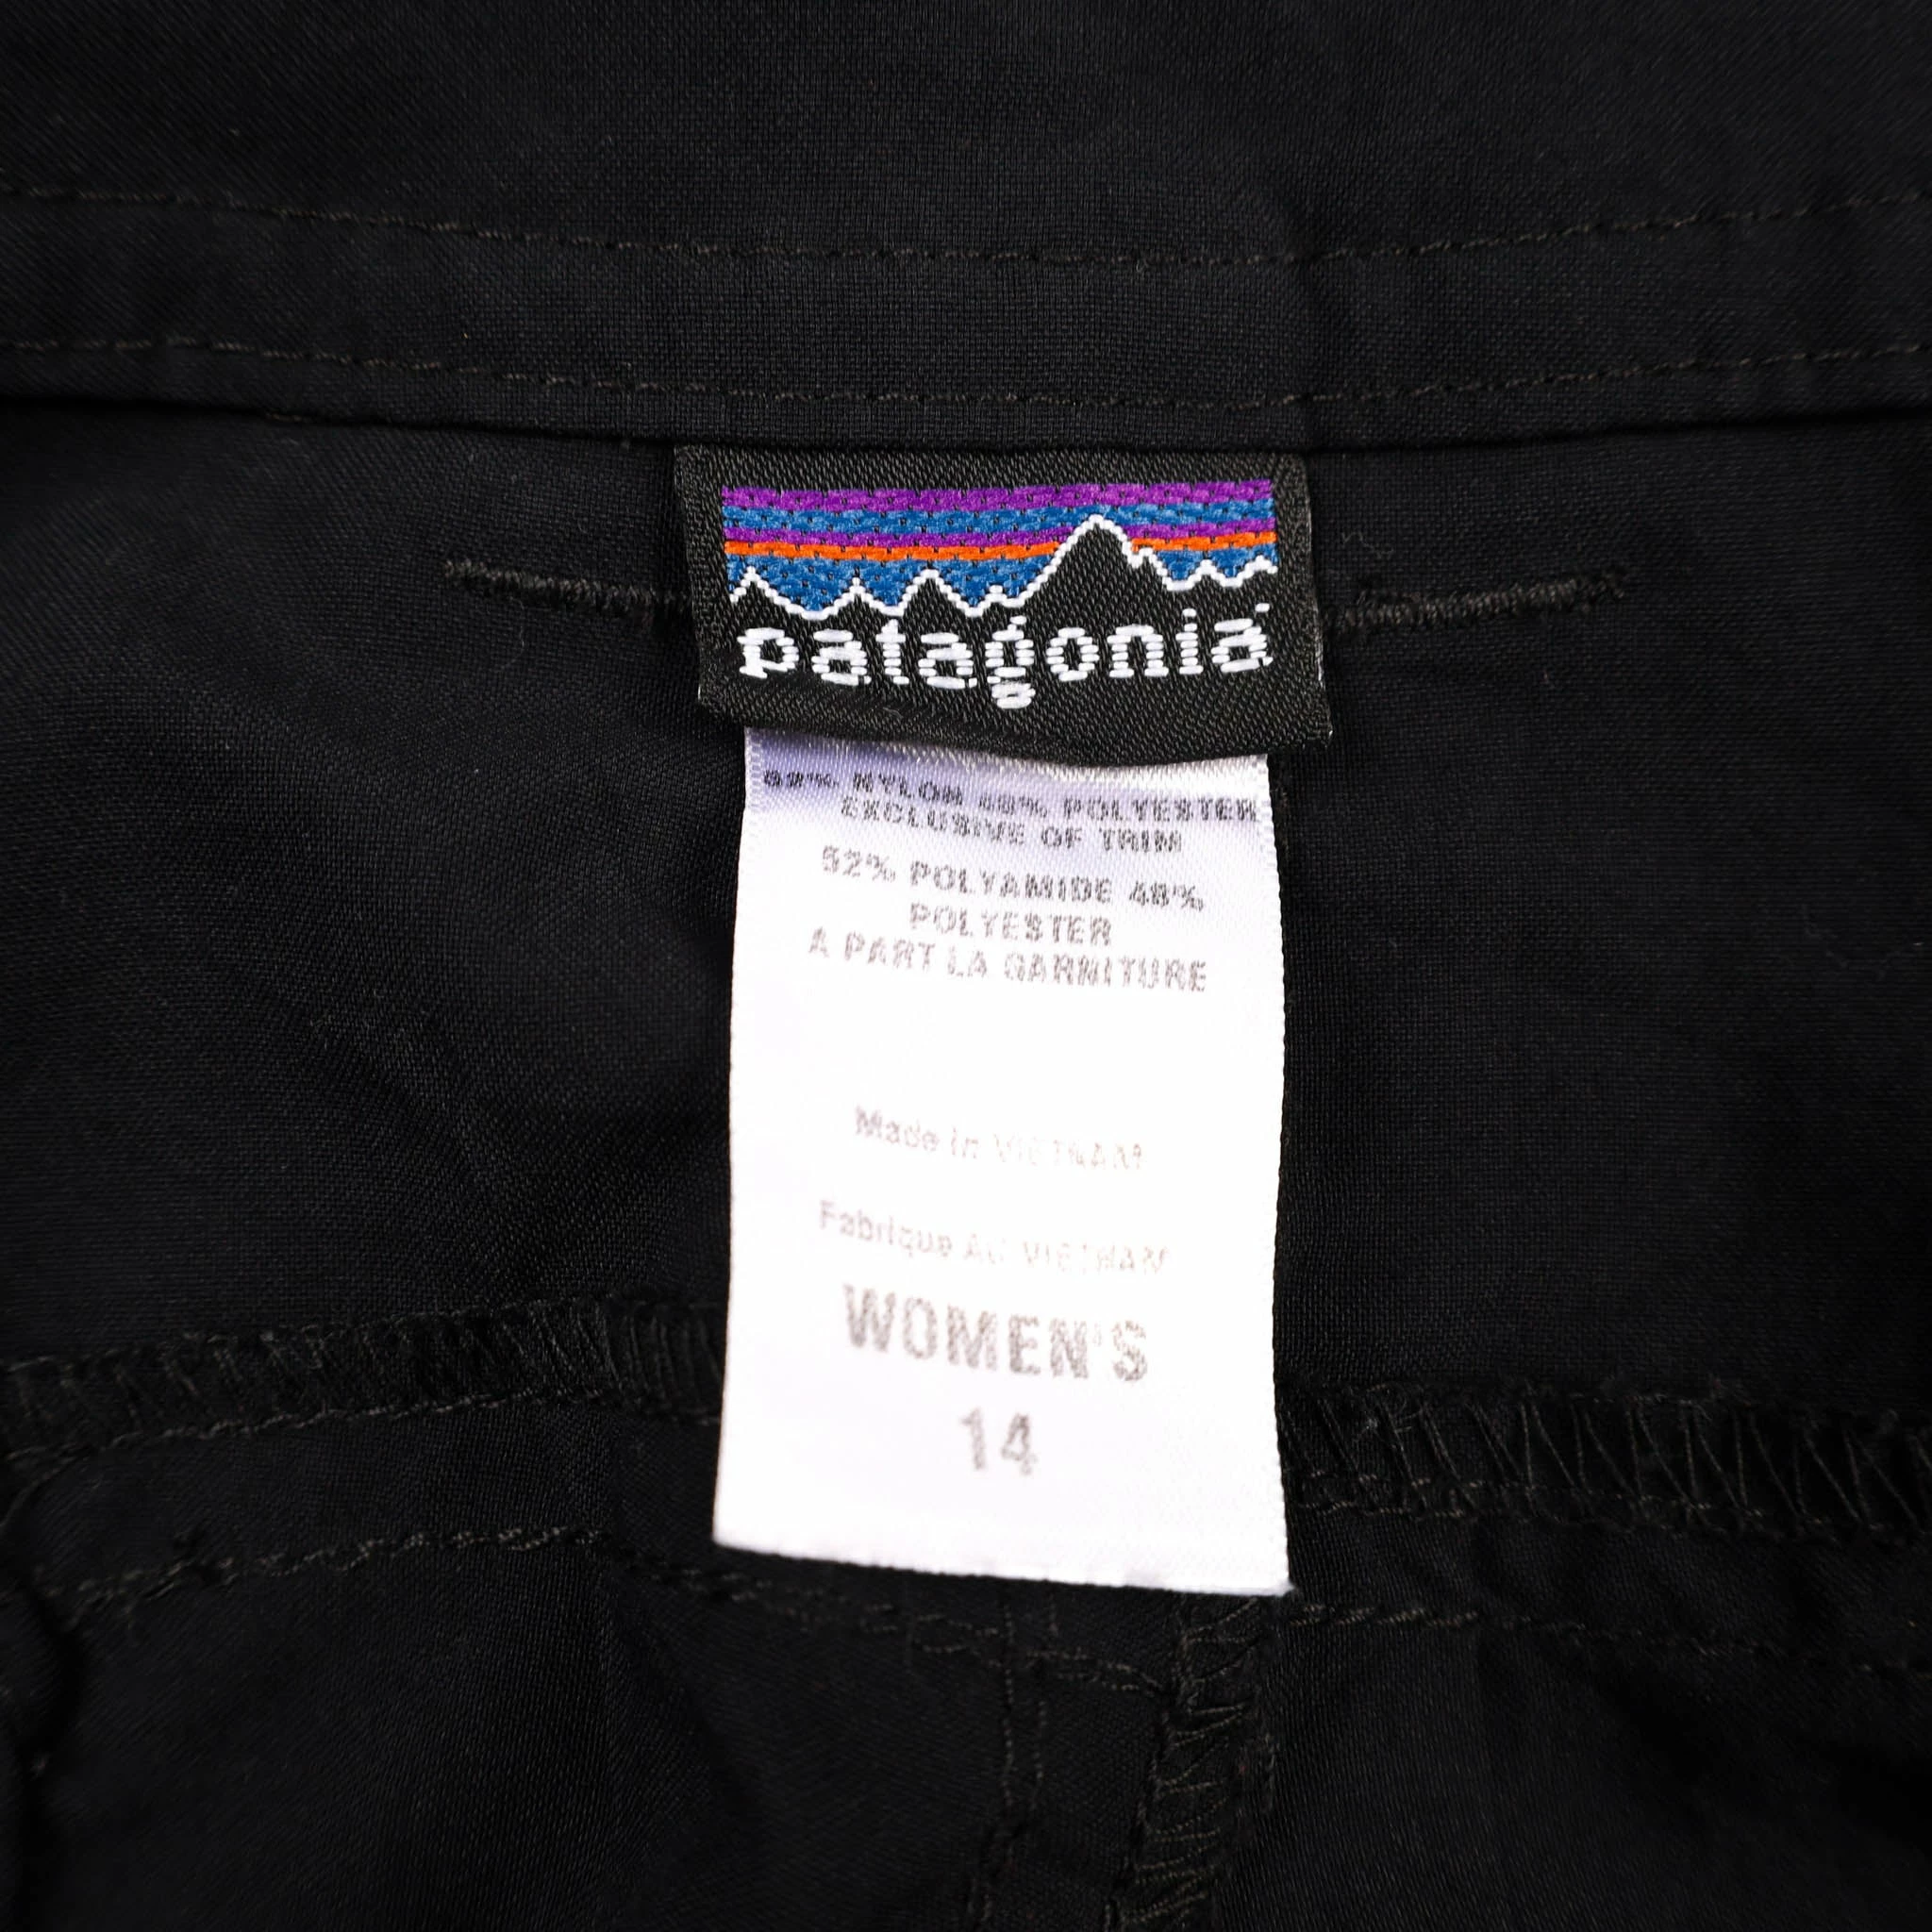 patagonia
52% NYLON 48% POLYESTER
EXCLUSIVE OF TRIM
52% POLYAMIDE 48%
POLYESTER
A PART LA GARNITURE
Made in VIETNAM
Fabrique AU VIETNAM
WOMEN'S
14